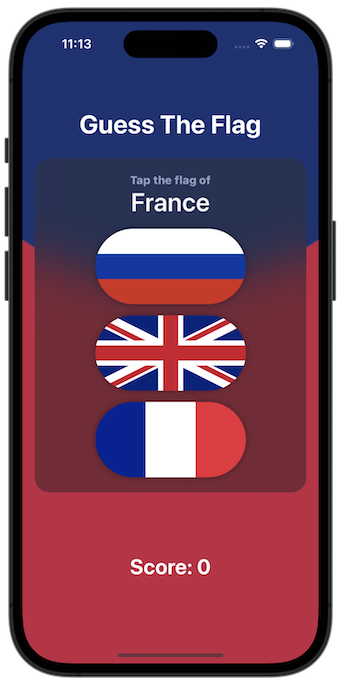 11:13
Guess The Flag
Tap the flag of
France
Score: 0